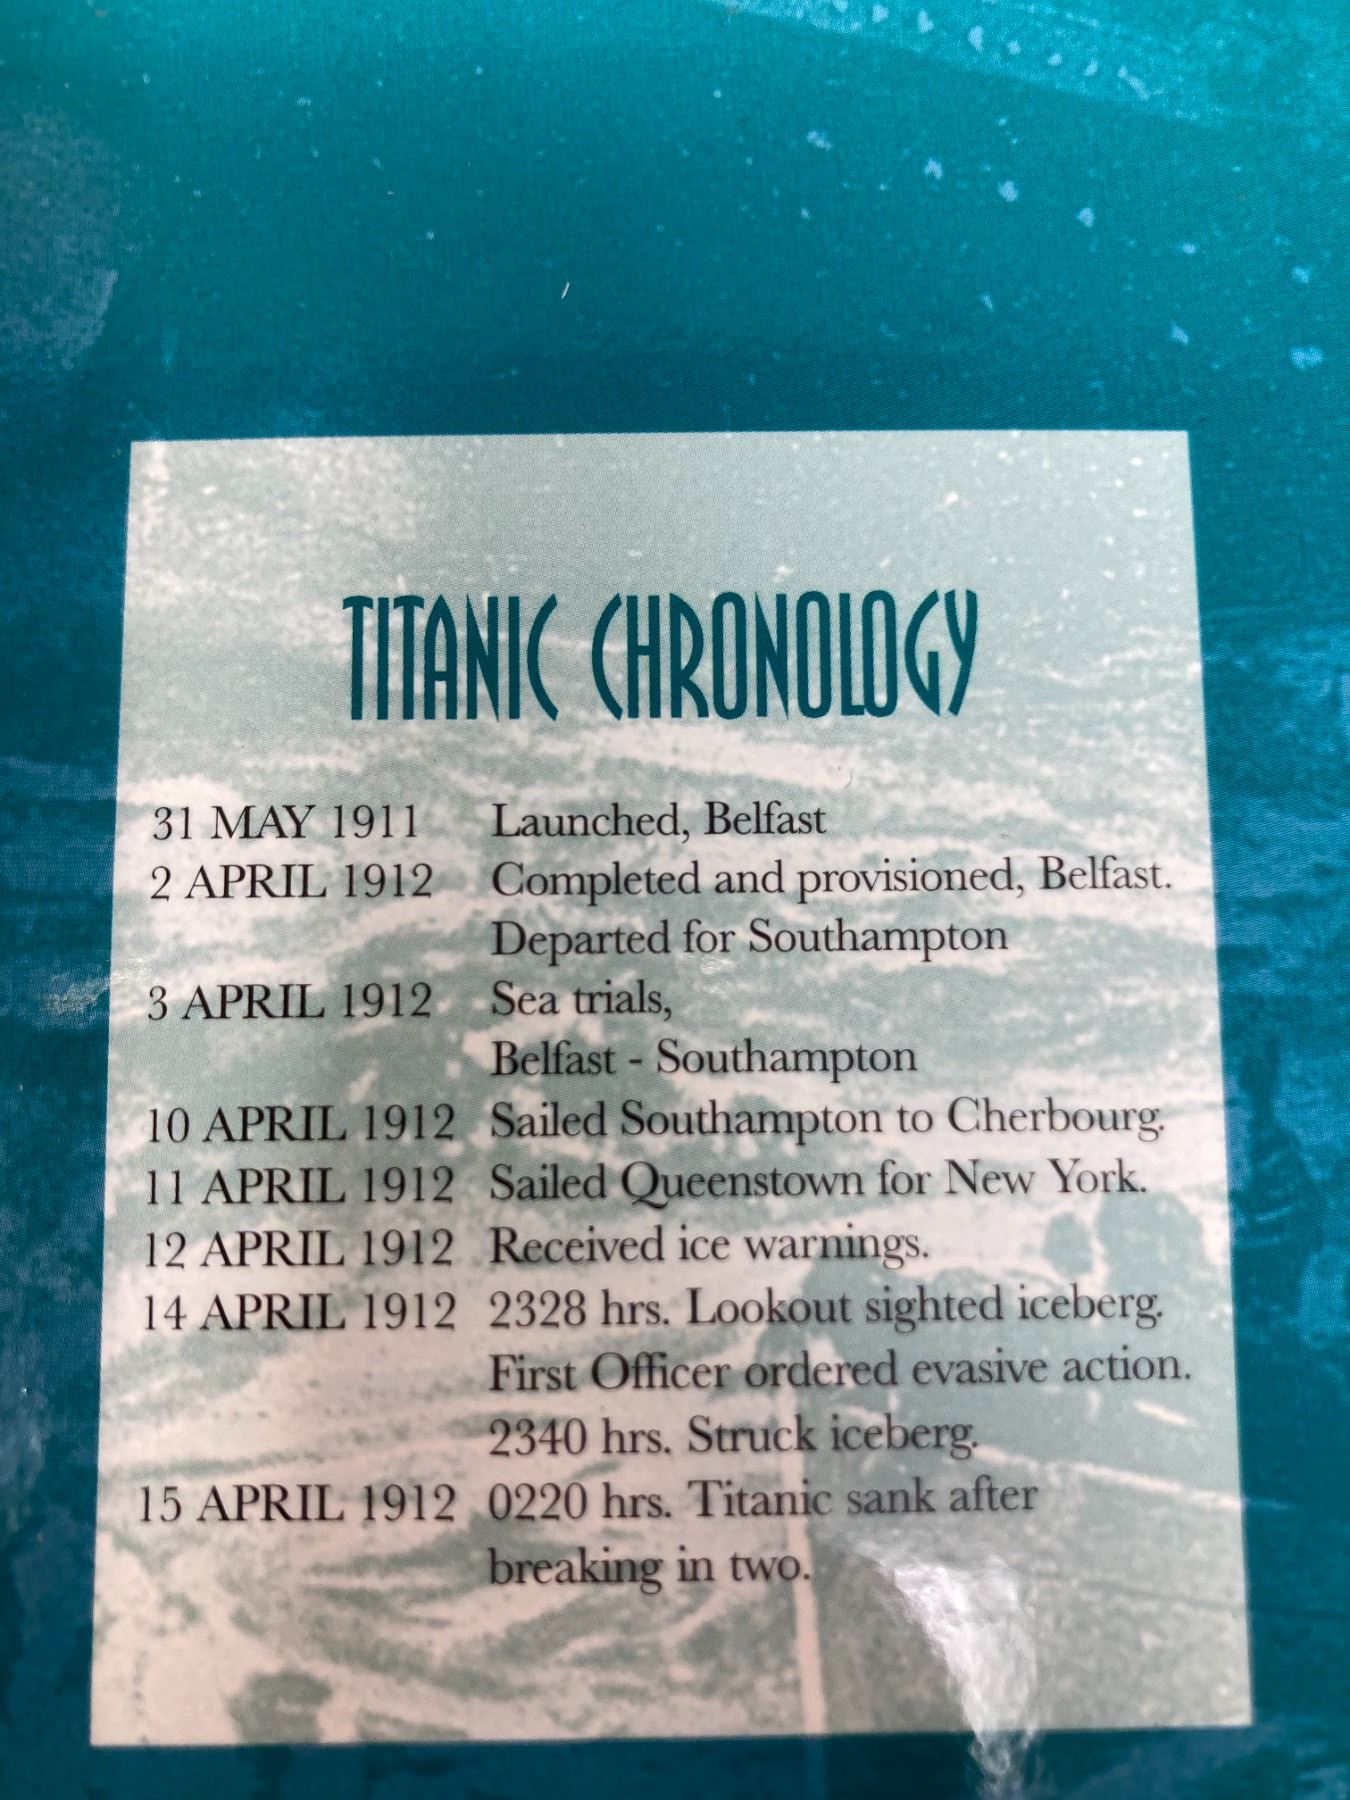 TITANIC CHRONOLOGY
31 MAY 1911 Launched, Belfast
2 APRIL 1912 Completed and provisioned, Belfast.
Departed for Southampton
3 APRIL 1912 Sea trials,
Belfast - Southampton
10 APRIL 1912 Sailed Southampton to Cherbourg.
11 APRIL 1912 Sailed Queenstown for New York.
12 APRIL 1912 Received ice warnings.
14 APRIL 1912 2328 hrs. Lookout sighted iceberg.
First Officer ordered evasive action.
2340 hrs. Struck iceberg.
15 APRIL 1912 0220 hrs. Titanic sank after
breaking in two.